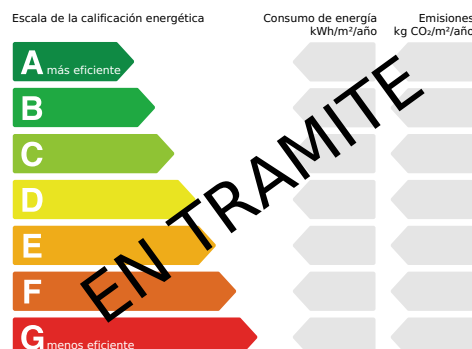 Escala de la calificación energética
Consumo de energía
kWh/m²/año
Emisiones
kg CO₂/m²/año
A más eficiente
B
C
D
E
F
G menos eficiente
EN TRAMITE